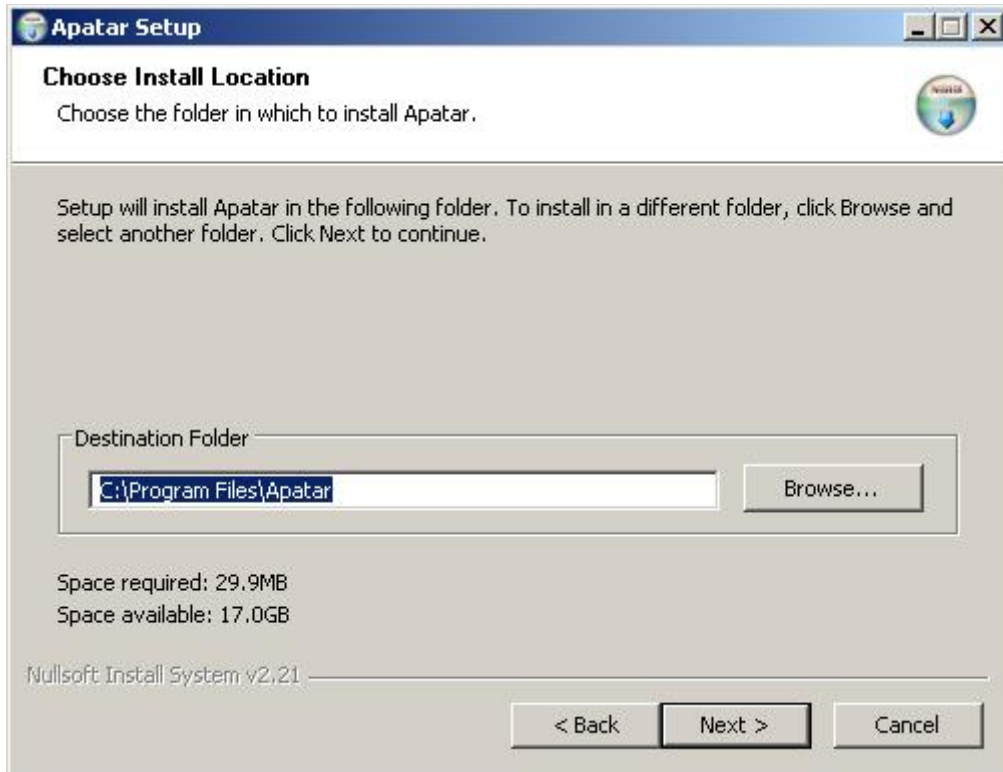 Apatar Setup
Choose Install Location
Choose the folder in which to install Apatar.
Setup will install Apatar in the following folder. To install in a different folder, click Browse and
select another folder. Click Next to continue.
Destination Folder
C:\Program Files\Apatar
Browse...
Space required: 29.9MB
Space available: 17.0GB
Nullsoft Install System v2.21
< Back
Next >
Cancel